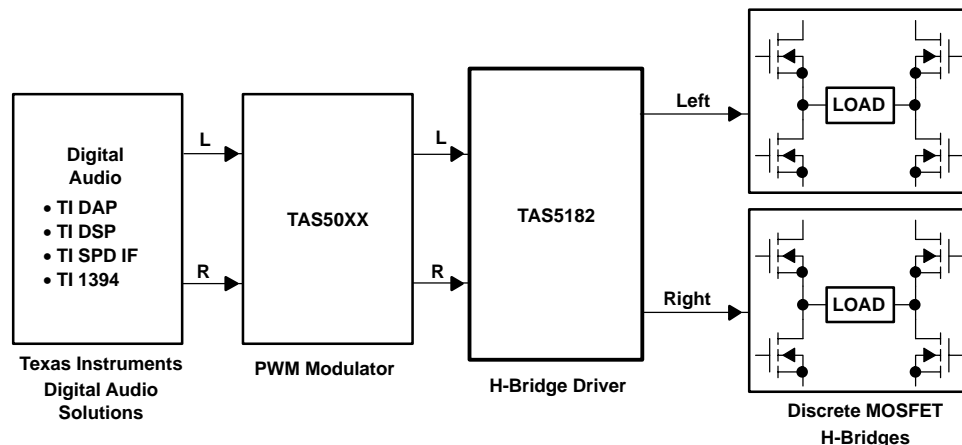 Digital
Audio
• TI DAP
• TI DSP
• TI SPD IF
• TI 1394
Texas Instruments
Digital Audio
Solutions
L
R
TAS50XX
PWM Modulator
L
R
TAS5182
H-Bridge Driver
Left
Right
LOAD
LOAD
Discrete MOSFET
H-Bridges